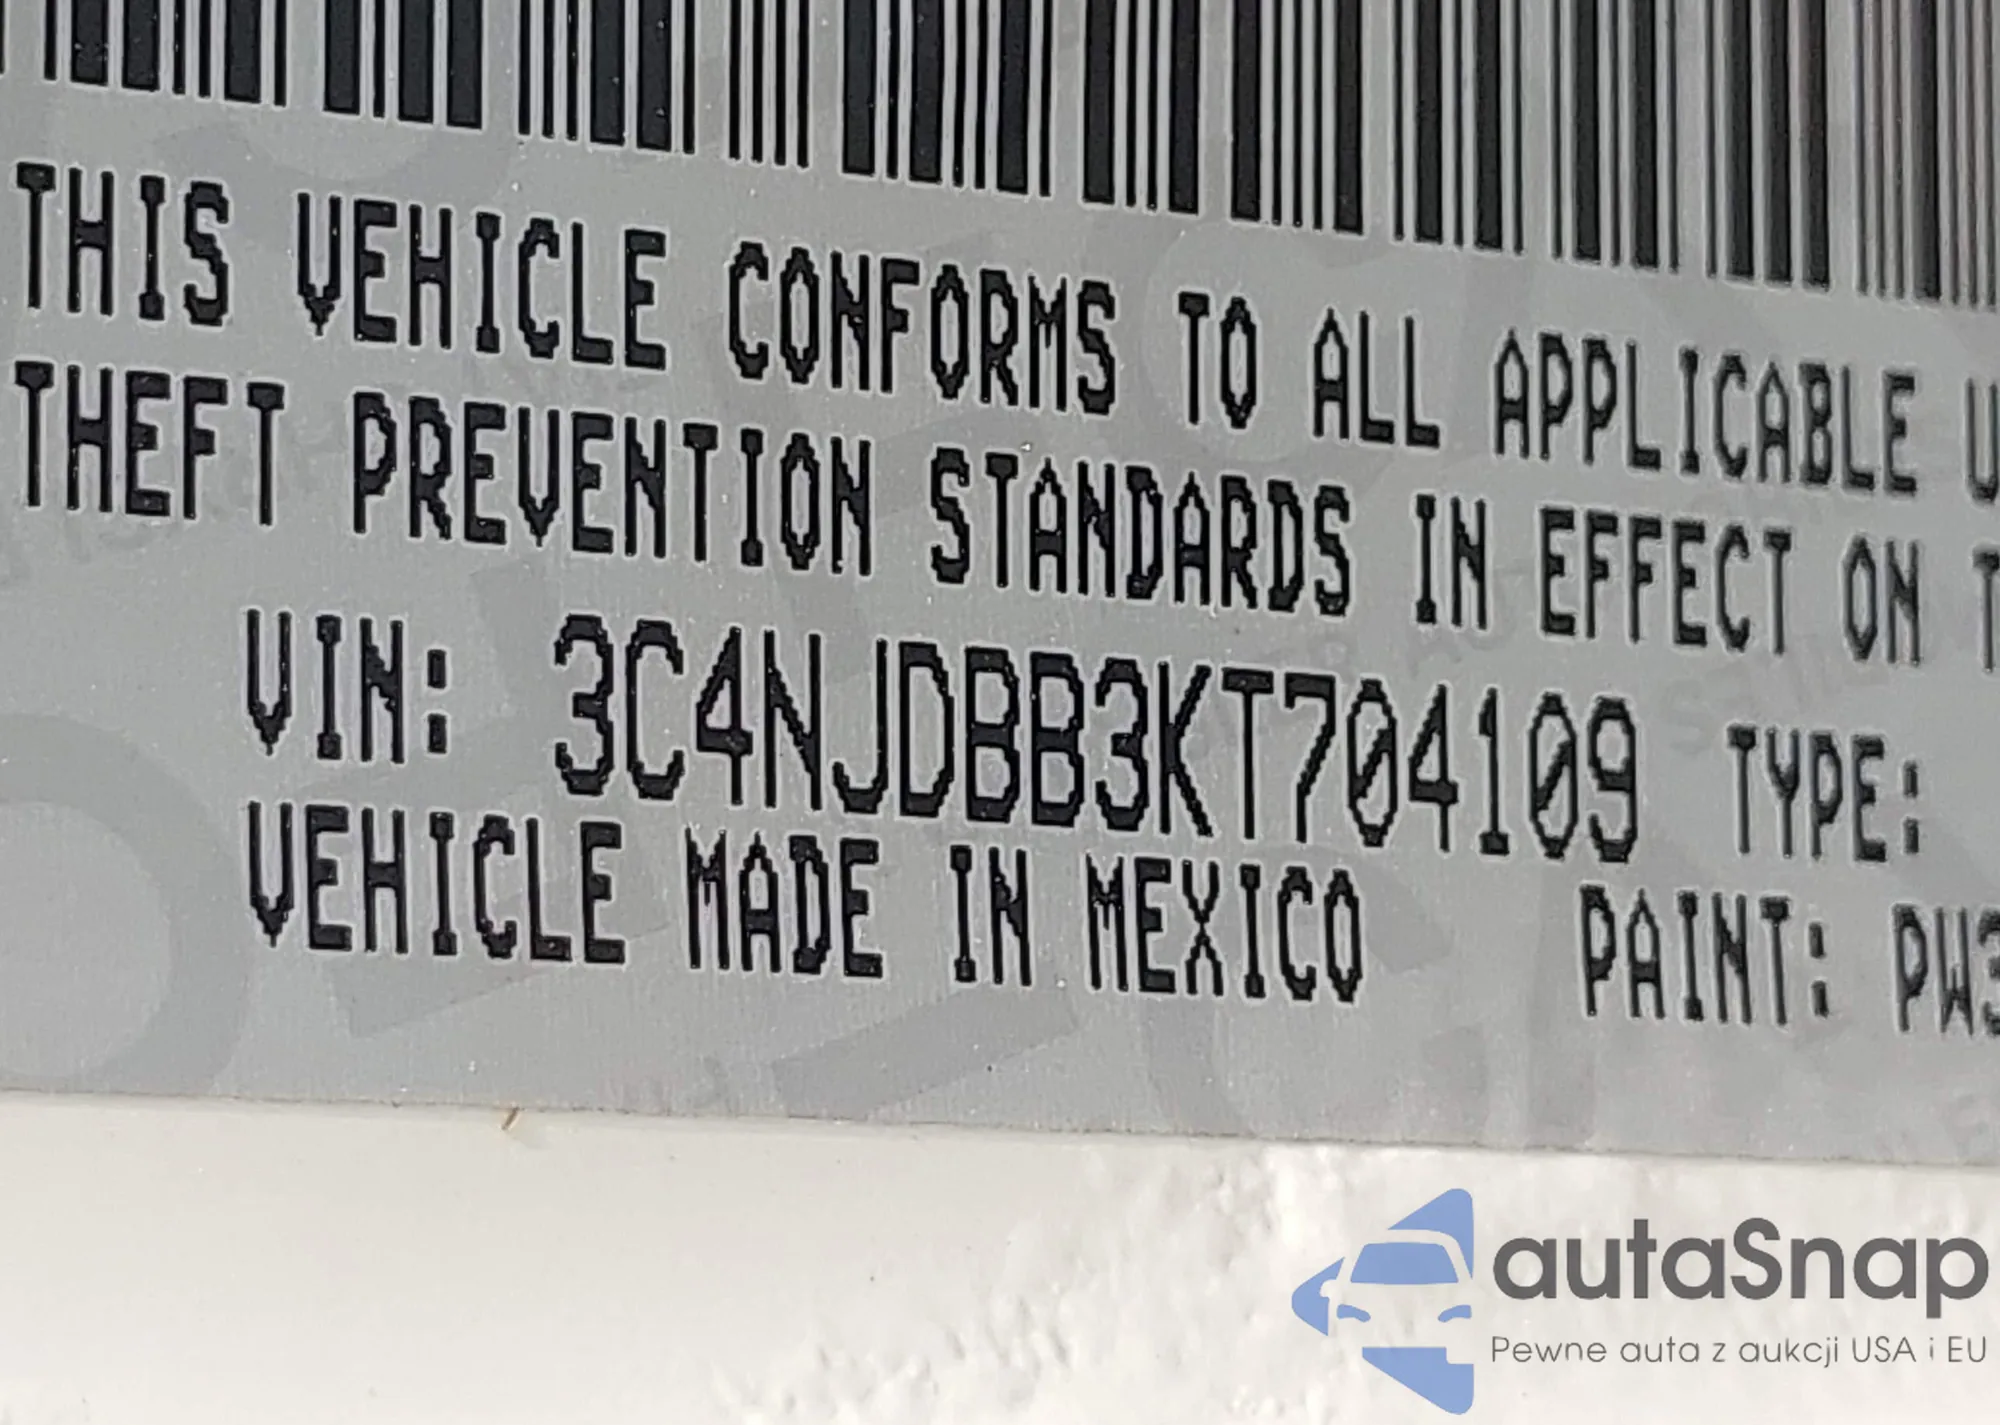 THIS VEHICLE CONFORMS TO ALL APPLICABLE U
THEFT PREVENTION STANDARDS IN EFFECT ON T
VIN: 3C4NJDBB3KT704109 TYPE:
VEHICLE MADE IN MEXICO PAINT: PW3
autaSnap
Pewne auta z aukcji USA i EU